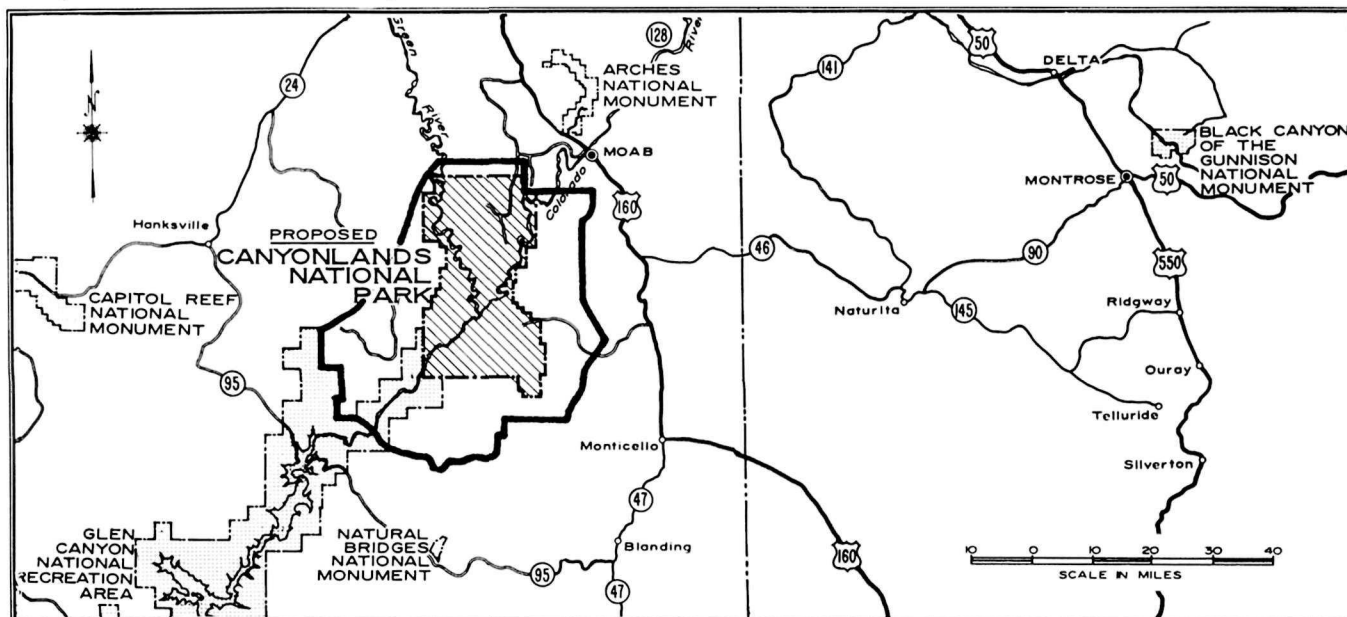 Green
River
128
River
50
DELTA
141
24
ARCHES
NATIONAL
MONUMENT
N
MOAB
BLACK CANYON
OF THE
GUNNISON
NATIONAL
MONUMENT
MONTROSE
50
Colorado
160
Hanksville
PROPOSED
CANYONLANDS
NATIONAL
PARK
46
90
550
CAPITOL REEF
NATIONAL
MONUMENT
Naturita
145
Ridgway
95
Ouray
Telluride
Monticello
Silverton
47
GLEN
CANYON
NATIONAL
RECREATION
AREA
NATURAL
BRIDGES
NATIONAL
MONUMENT
Blanding
95
47
160
10 0 10 20 30 40
SCALE IN MILES